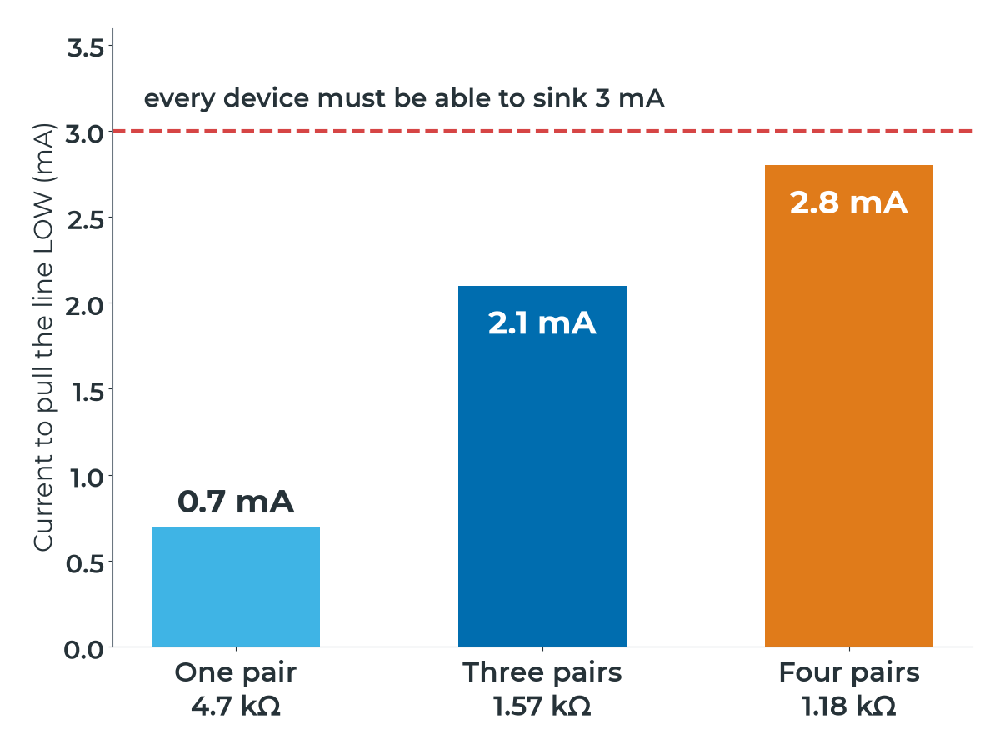 3.5
every device must be able to sink 3 mA
3.0
2.8 mA
2.5
2.1 mA
2.0
1.5
1.0
0.7 mA
0.5
0.0
Current to pull the line LOW (mA)
One pair
4.7 kΩ
Three pairs
1.57 kΩ
Four pairs
1.18 kΩ